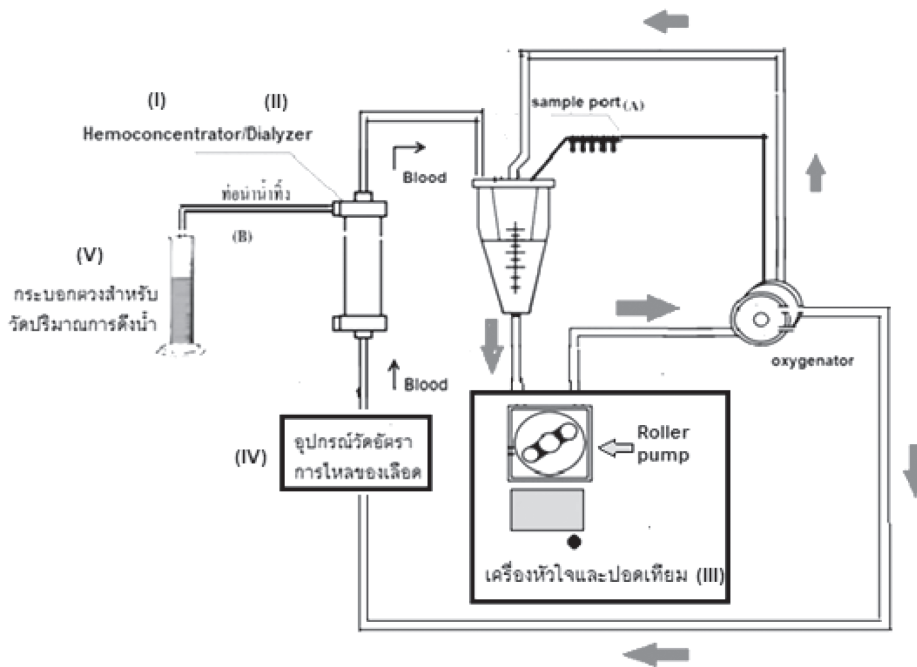 (I) (II)
Hemoconcentrator/Dialyzer
sample port (A)
Blood
ท่อนำน้ำทิ้ง
(B)
(V)
กระบอกตวงสำหรับ
วัดปริมาณการดึงน้ำ
oxygenator
Blood
(IV)
อุปกรณ์วัดอัตรา
การไหลของเลือด
Roller
pump
เครื่องหัวใจและปอดเทียม (III)